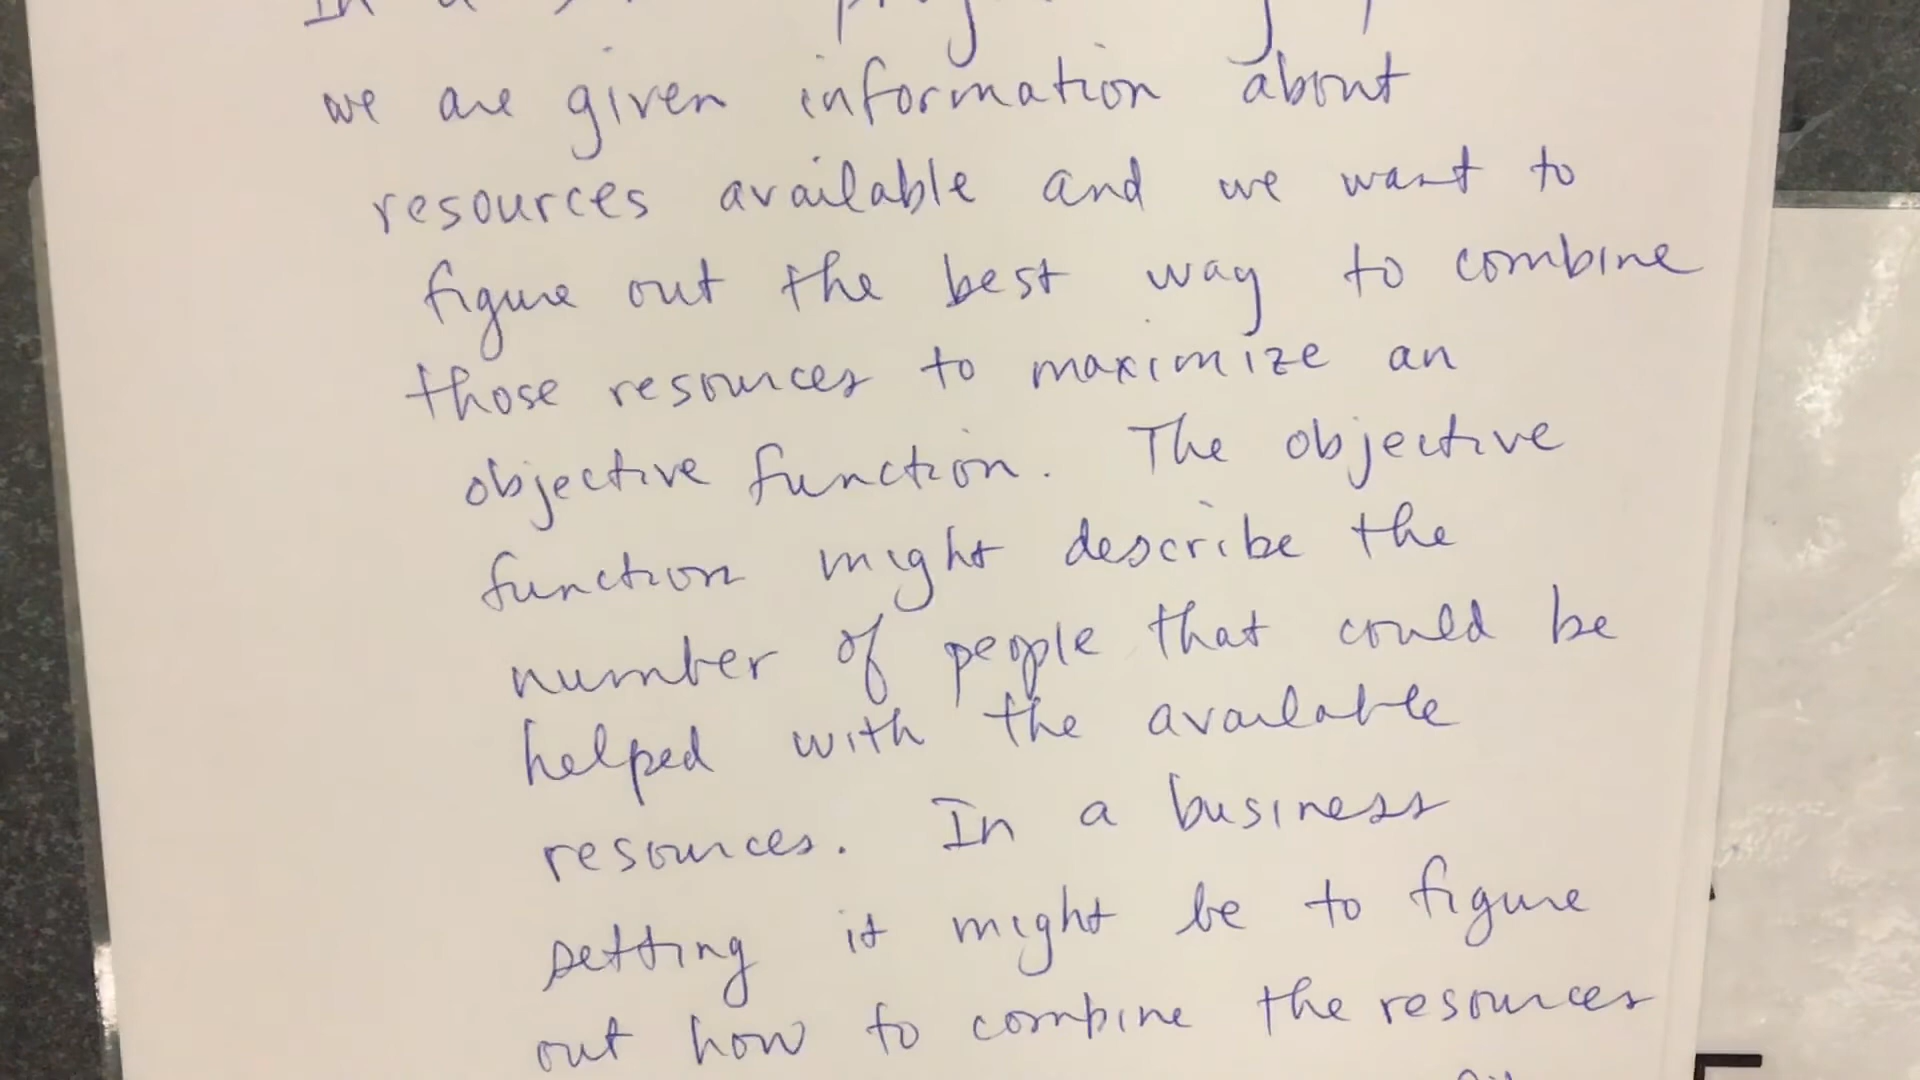 In a
we are given information about
resources available and we want to
figure out the best way to combine
those resources to maximize an
objective function. The objective
function might describe the
number of people that could be
helped with the available
resources. In a business
setting it might be to figure
out how to combine the resources